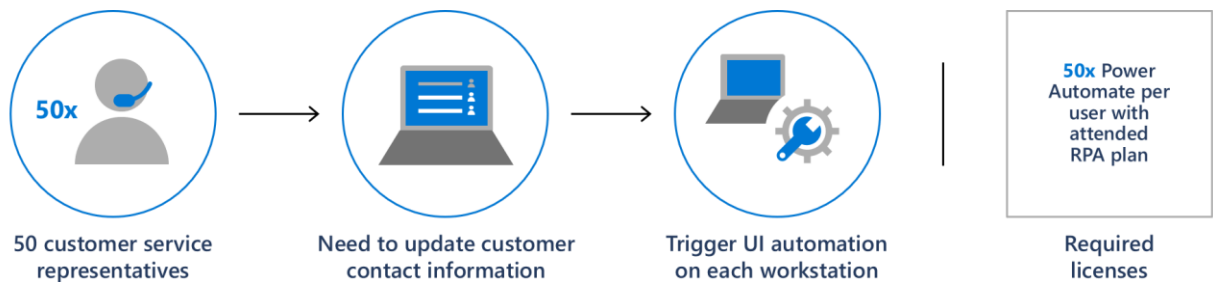 50x
50 customer service
representatives
Need to update customer
contact information
Trigger UI automation
on each workstation
50x Power
Automate per
user with
attended
RPA plan
Required
licenses